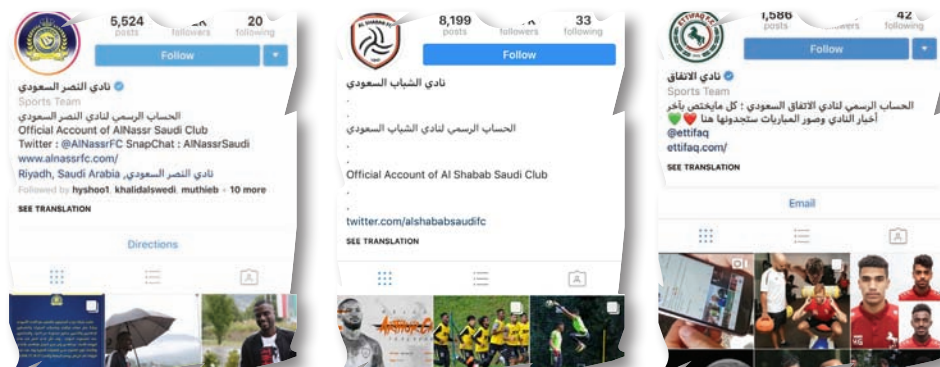 5,524
20
posts
followers
following
Follow
نادي النصر السعودي
Sports Team
الحساب الرسمي لنادي النصر السعودي
Official Account of AlNassr Saudi Club
Twitter : @AlNassrFC SnapChat : AlNassrSaudi
www.alnassrfc.com/
Riyadh, Saudi Arabia ,نادي النصر السعودي
Followed by hyshoo1, khalidalswedi, muthieb + 10 more
SEE TRANSLATION
Directions
AL SHABAB FC
8,199
33
posts
followers
following
Follow
نادي الشباب السعودي
.
.
الحساب الرسمي لنادي الشباب السعودي
.
.
Official Account of Al Shabab Saudi Club
.
.
twitter.com/alshababsaudifc
SEE TRANSLATION
ETTIFAQ F.C
1,586
42
posts
followers
following
Follow
نادي الاتفاق
Sports Team
الحساب الرسمي لنادي الاتفاق السعودي ؛ كل مايختص بآخر
أخبار النادي وصور المباريات ستجدونها هنا ❤️💚
@ettifaq
ettifaq.com/
SEE TRANSLATION
Email